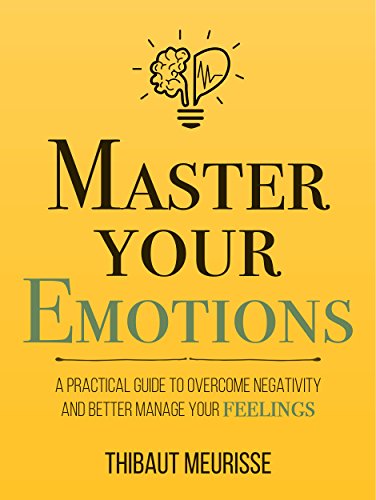 MASTER
YOUR
EMOTIONS
A PRACTICAL GUIDE TO OVERCOME NEGATIVITY
AND BETTER MANAGE YOUR FEELINGS
THIBAUT MEURISSE